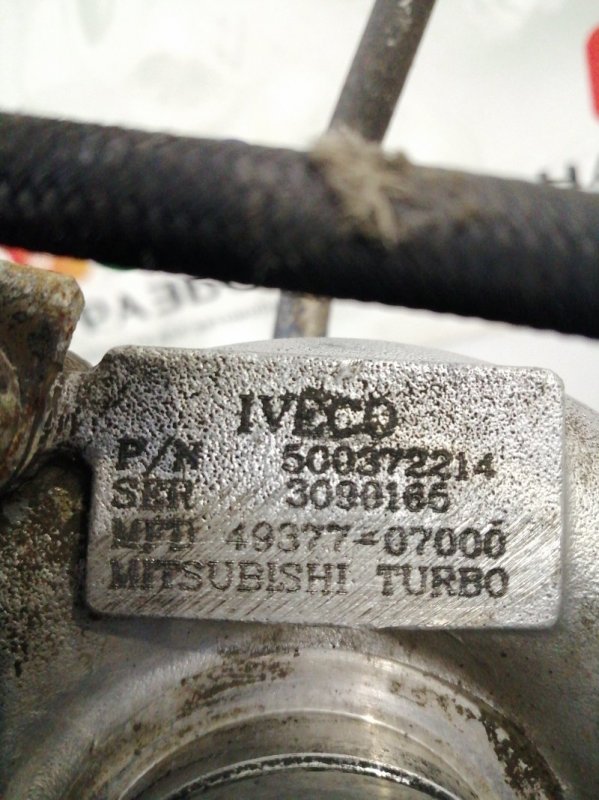 IVECO
P/N 500372214
SER 3090165
MFD 49377-07000
MITSUBISHI TURBO